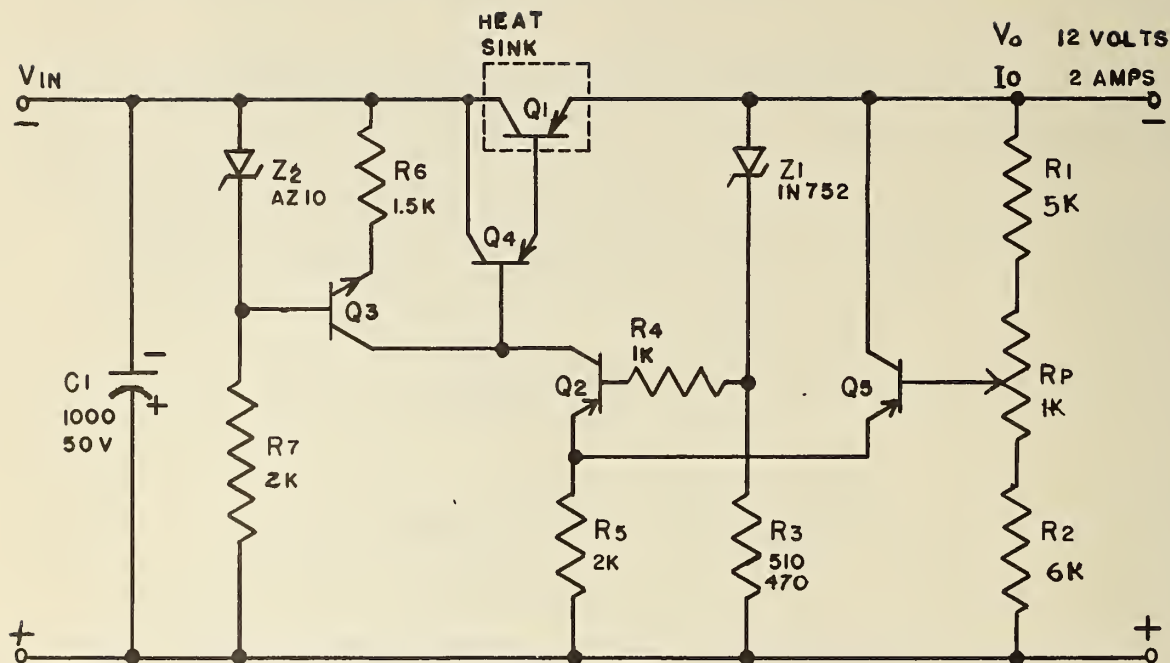 HEAT
SINK
Vo 12 VOLTS
Io 2 AMPS
VIN
−
−
Q1
Z2
AZ10
R6
1.5K
Z1
1N752
R1
5K
Q4
Q3
R4
1K
−
C1
+
1000
50V
Q2
Q5
RP
1K
R7
2K
R5
2K
R3
510
470
R2
6K
+
+